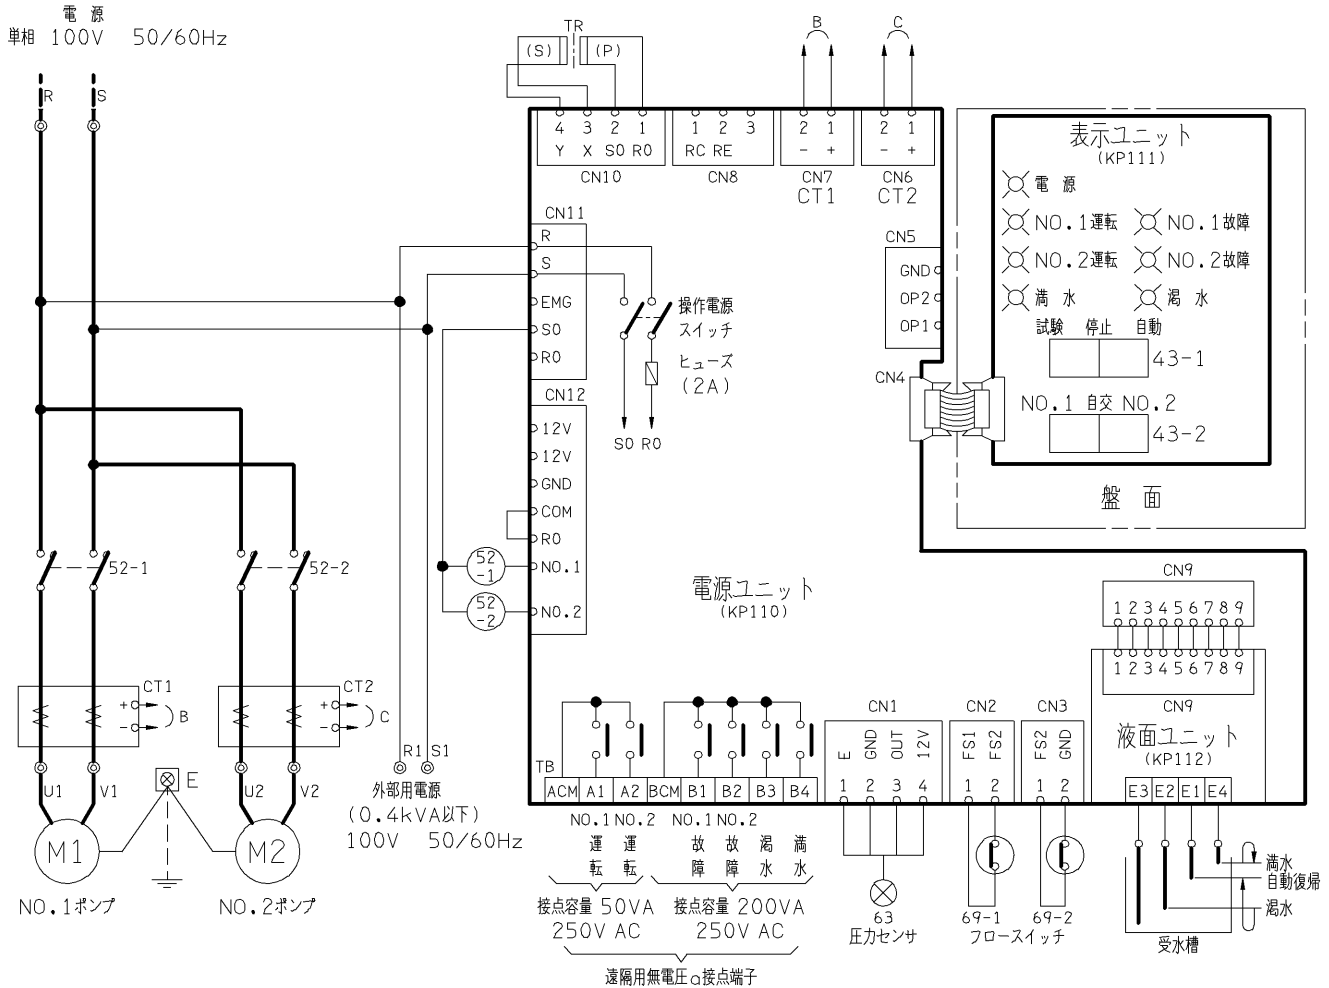 電 源
単相 100V 50/60Hz
R S
TR
(S) (P)
B C
4 3 2 1
Y X SO RO
CN10
1 2 3
RC RE
CN8
2 1
- +
CN7
CT1
2 1
- +
CN6
CT2
表示ユニット
(KP111)
電 源
NO.1運転 NO.1故障
NO.2運転 NO.2故障
満 水 渇 水
試験 停止 自動
43-1
NO.1 自交 NO.2
43-2
盤 面
CN5
GND
OP2
OP1
CN4
CN11
R
S
EMG
SO
RO
操作電源
スイッチ
ヒューズ
(2A)
SO RO
CN12
12V
12V
GND
COM
RO
NO.1
NO.2
52
-1
52
-2
52-1 52-2
電源ユニット
(KP110)
CN9
1 2 3 4 5 6 7 8 9
1 2 3 4 5 6 7 8 9
CN9
液面ユニット
(KP112)
E3 E2 E1 E4
CT1
+
-
B
CT2
+
-
C
R1 S1
外部用電源
(0.4kVA以下)
100V 50/60Hz
U1 V1 E U2 V2
M1 M2
NO.1ポンプ NO.2ポンプ
TB
ACM A1 A2 BCM B1 B2 B3 B4
NO.1 NO.2 NO.1 NO.2
運転 運転 故障 故障 渇水 満水
接点容量 50VA
250V AC
接点容量 200VA
250V AC
遠隔用無電圧a接点端子
CN1
E GND OUT 12V
1 2 3 4
63
圧力センサ
CN2
FS1 FS2
1 2
CN3
FS2 GND
1 2
69-1 69-2
フロースイッチ
満水
自動復帰
渇水
受水槽